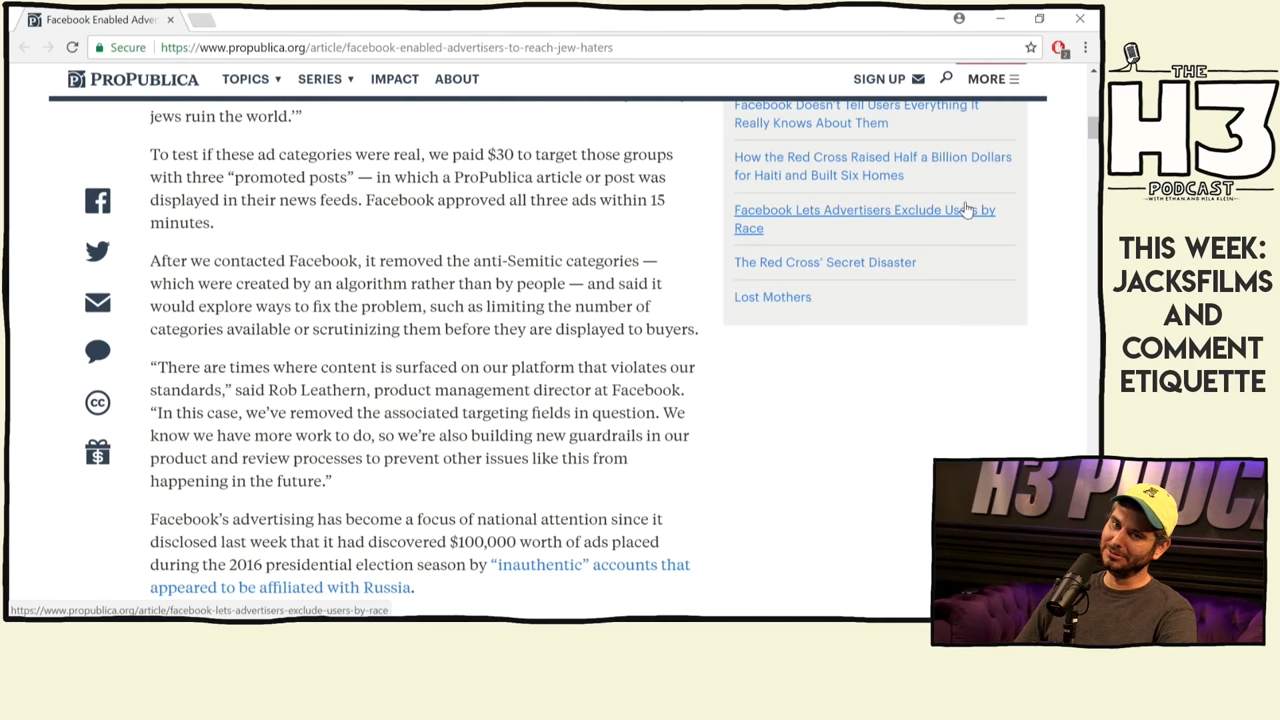 Facebook Enabled Adve
Secure
https://www.propublica.org/article/facebook-enabled-advertisers-to-reach-jew-haters
PROPUBLICA
TOPICS
SERIES
IMPACT
ABOUT
SIGN UP
MORE
jews ruin the world.’”
To test if these ad categories were real, we paid $30 to target those groups
with three “promoted posts” — in which a ProPublica article or post was
displayed in their news feeds. Facebook approved all three ads within 15
minutes.
After we contacted Facebook, it removed the anti-Semitic categories —
which were created by an algorithm rather than by people — and said it
would explore ways to fix the problem, such as limiting the number of
categories available or scrutinizing them before they are displayed to buyers.
“There are times where content is surfaced on our platform that violates our
standards,” said Rob Leathern, product management director at Facebook.
“In this case, we’ve removed the associated targeting fields in question. We
know we have more work to do, so we’re also building new guardrails in our
product and review processes to prevent other issues like this from
happening in the future.”
Facebook’s advertising has become a focus of national attention since it
disclosed last week that it had discovered $100,000 worth of ads placed
during the 2016 presidential election season by “inauthentic” accounts that
appeared to be affiliated with Russia.
Facebook Doesn’t Tell Users Everything It
Really Knows About Them
How the Red Cross Raised Half a Billion Dollars
for Haiti and Built Six Homes
Facebook Lets Advertisers Exclude Users by
Race
The Red Cross’ Secret Disaster
Lost Mothers
cc
$
https://www.propublica.org/article/facebook-lets-advertisers-exclude-users-by-race
THE
H3
PODCAST
WITH ETHAN AND HILA KLEIN
THIS WEEK:
JACKSFILMS
AND
COMMENT
ETIQUETTE
H3 PODCA